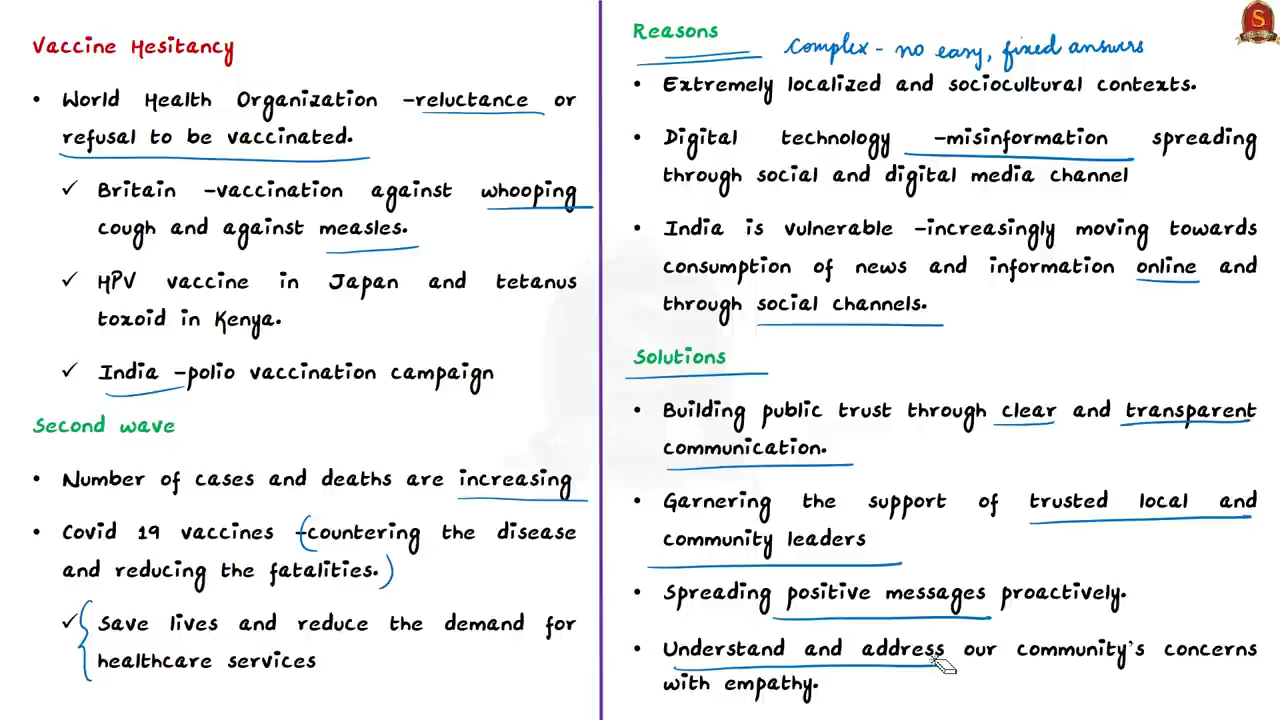 Vaccine Hesitancy
• World Health Organization -reluctance or
refusal to be vaccinated.
✓ Britain -vaccination against whooping
cough and against measles.
✓ HPV vaccine in Japan and tetanus
toxoid in Kenya.
✓ India -polio vaccination campaign
Second wave
• Number of cases and deaths are increasing
• Covid 19 vaccines -(countering the disease
and reducing the fatalities.)
✓ Save lives and reduce the demand for
healthcare services
Reasons
Complex - no easy, fixed answers
• Extremely localized and sociocultural contexts.
• Digital technology -misinformation spreading
through social and digital media channel
• India is vulnerable -increasingly moving towards
consumption of news and information online and
through social channels.
Solutions
• Building public trust through clear and transparent
communication.
• Garnering the support of trusted local and
community leaders
• Spreading positive messages proactively.
• Understand and address our community's concerns
with empathy.
S